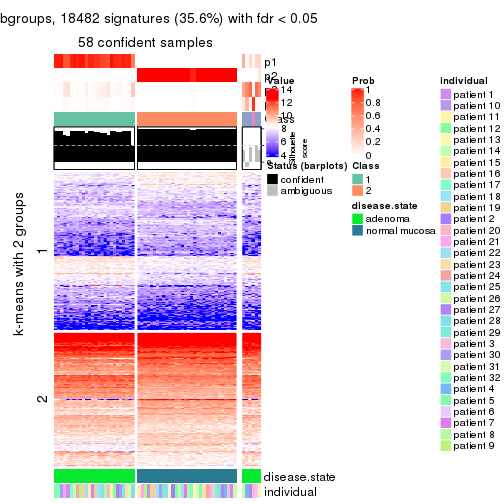 bgroups, 18482 signatures (35.6%) with fdr < 0.05
58 confident samples
p1
p2
Value
14
12
10
8
6
4
Prob
1
0.8
0.6
0.4
0.2
0
silhouette
score
Status (barplots)
confident
ambiguous
Class
1
2
disease.state
adenoma
normal mucosa
individual
patient 1
patient 10
patient 11
patient 12
patient 13
patient 14
patient 15
patient 16
patient 17
patient 18
patient 19
patient 2
patient 20
patient 21
patient 22
patient 23
patient 24
patient 25
patient 26
patient 27
patient 28
patient 29
patient 3
patient 30
patient 31
patient 32
patient 4
patient 5
patient 6
patient 7
patient 8
patient 9
k-means with 2 groups
1
2
disease.state
individual